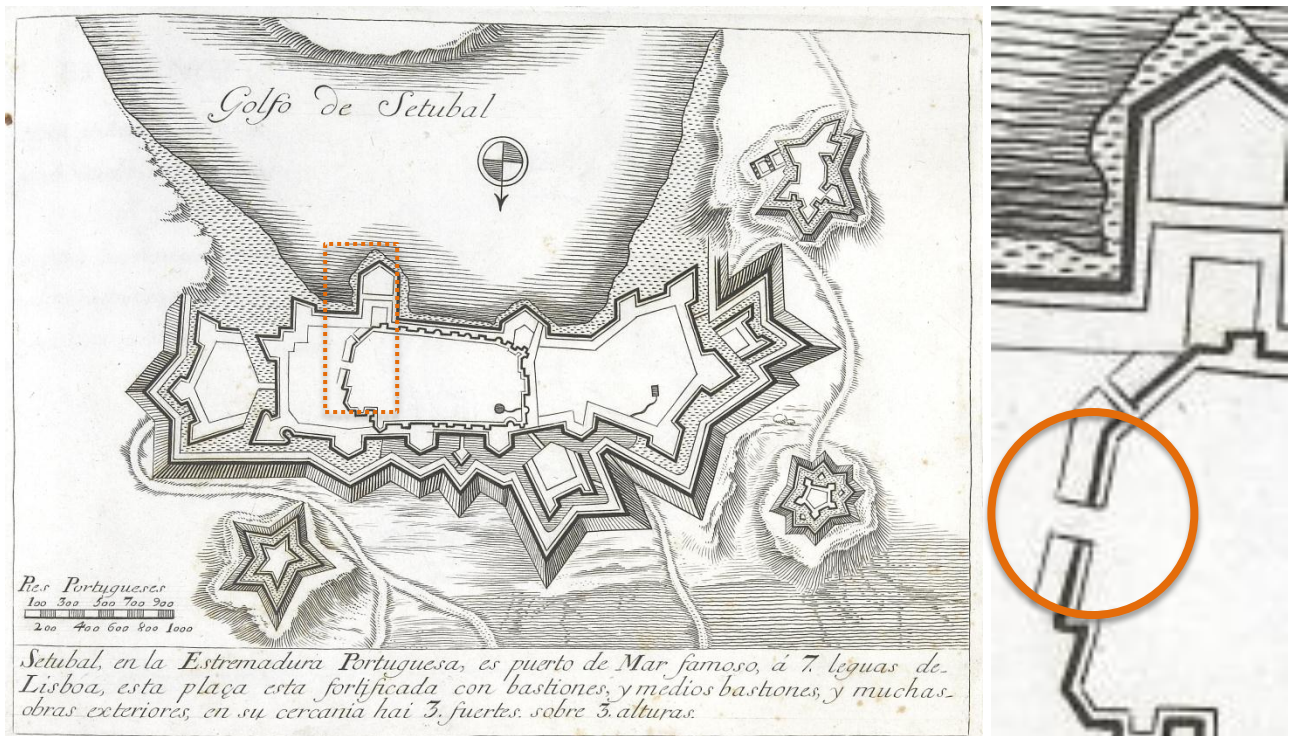 Golfo de Setubal
Pies Portugueses
100 300 500 700 900
200 400 600 800 1000
Setubal, en la Estremadura Portuguesa, es puerto de Mar famoso, á 7. leguas de
Lisboa, esta plaça esta fortificada con bastiones, y medios bastiones, y muchas
obras exteriores, en su cercania hai 3. fuertes. sobre 3. alturas.